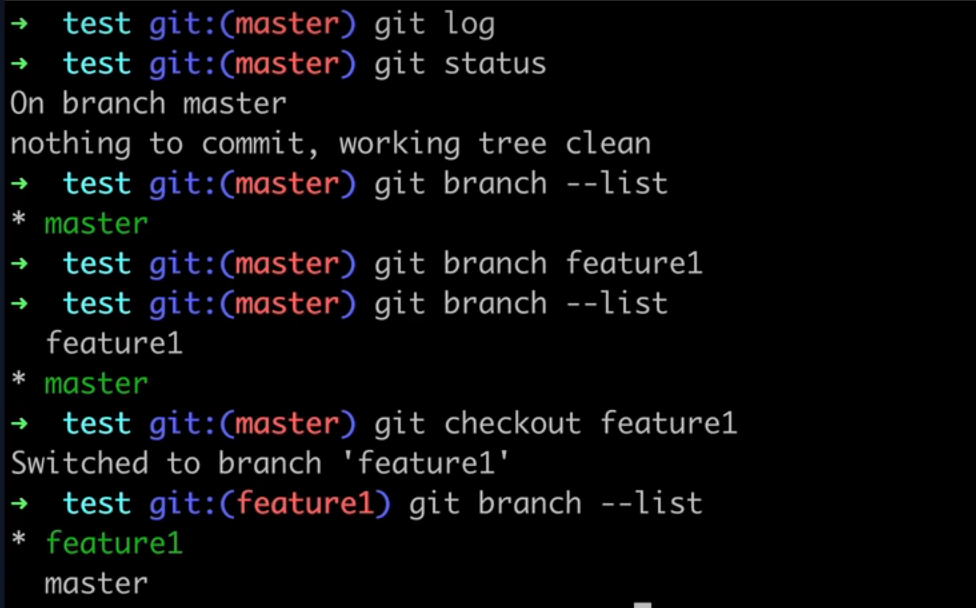 ➜  test git:(master) git log
➜  test git:(master) git status
On branch master
nothing to commit, working tree clean
➜  test git:(master) git branch --list
* master
➜  test git:(master) git branch feature1
➜  test git:(master) git branch --list
  feature1
* master
➜  test git:(master) git checkout feature1
Switched to branch 'feature1'
➜  test git:(feature1) git branch --list
* feature1
  master